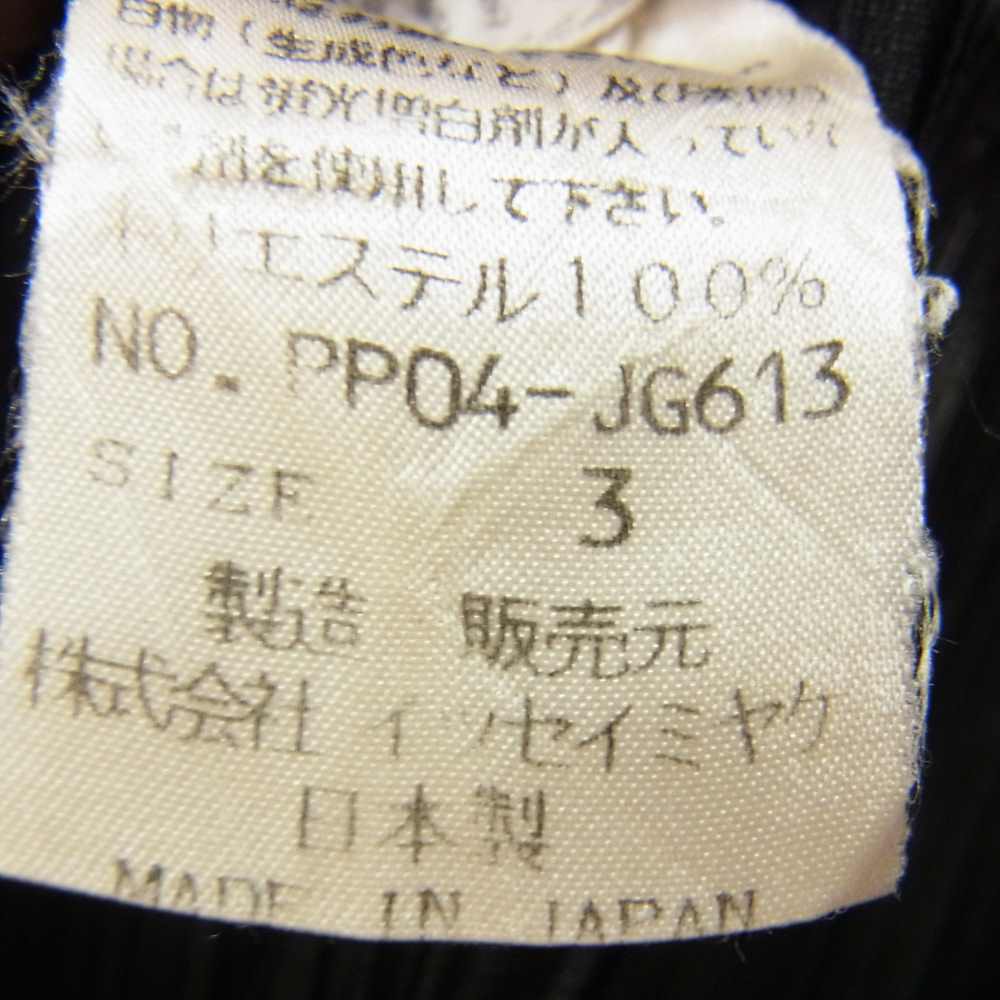 白物(生成色など)及び淡色の
場合は蛍光増白剤が入っていない
剤を使用して下さい。
ポリエステル100%
NO. PP04-JG613
SIZE 3
製造 販売元
株式会社 イッセイミヤケ
日本製
MADE IN JAPAN